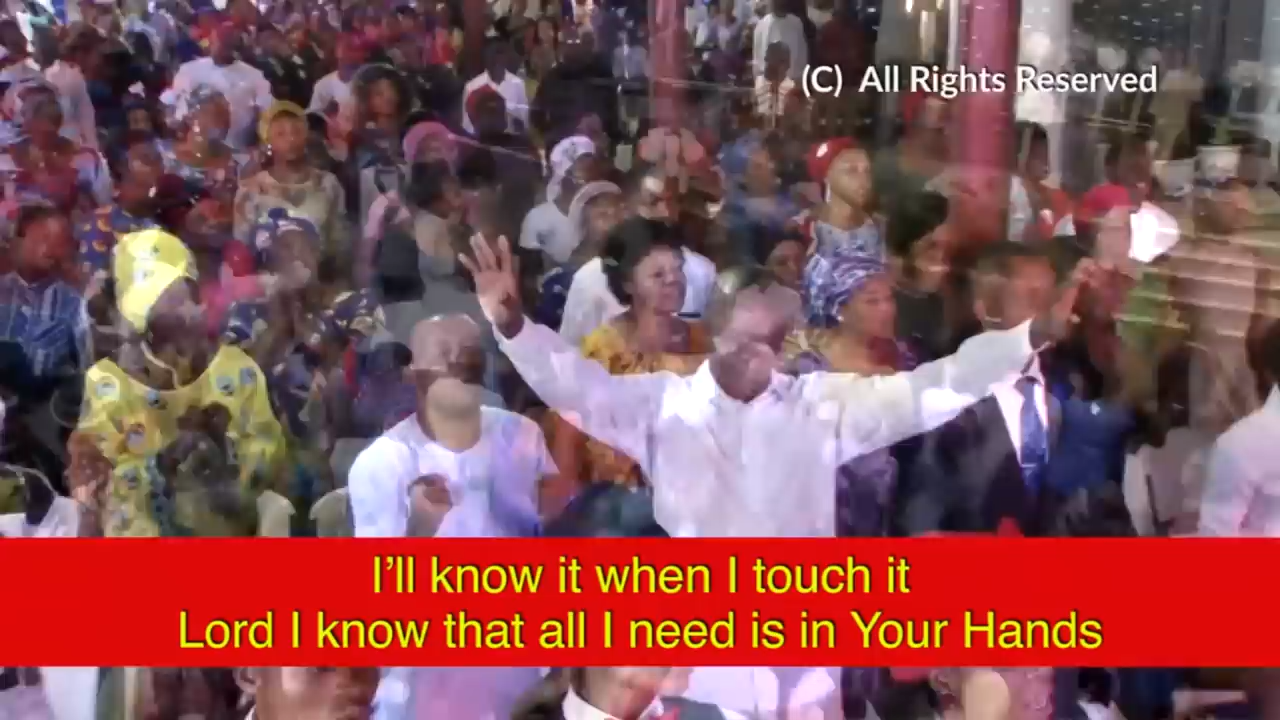 (C) All Rights Reserved
I'll know it when I touch it
Lord I know that all I need is in Your Hands